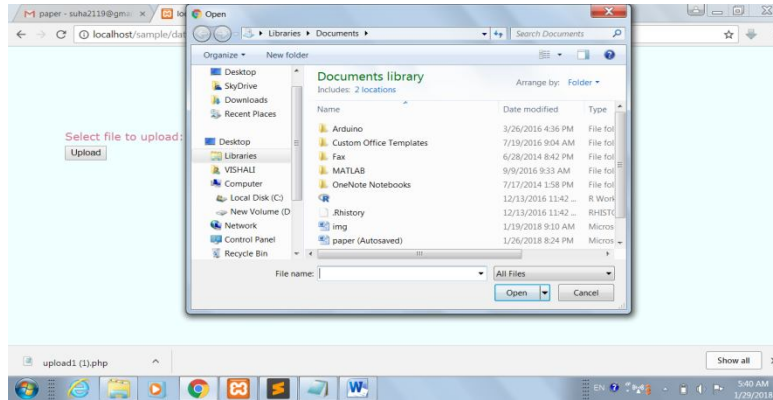 paper - suha2119@gma
lo
Open
localhost/sample/dat
Libraries
Documents
Search Documents
Organize
New folder
Desktop
SkyDrive
Downloads
Recent Places
Desktop
Libraries
VISHALI
Computer
Local Disk (C:)
New Volume (D
Network
Control Panel
Recycle Bin
Documents library
Includes: 2 locations
Arrange by: Folder
Name Date modified Type
Arduino 3/26/2016 4:36 PM File fol
Custom Office Templates 7/19/2016 9:04 AM File fol
Fax 6/28/2014 8:42 PM File fol
MATLAB 9/9/2016 9:33 AM File fol
OneNote Notebooks 7/17/2014 1:58 PM File fol
12/13/2016 11:42 ... R Work
.Rhistory 12/13/2016 11:42 ... RHISTO
img 1/19/2018 9:10 AM Micros
paper (Autosaved) 1/26/2018 8:24 PM Micros
File name: All Files
Open Cancel
Select file to upload:
Upload
upload1 (1).php
Show all
EN
5:40 AM
1/29/2018